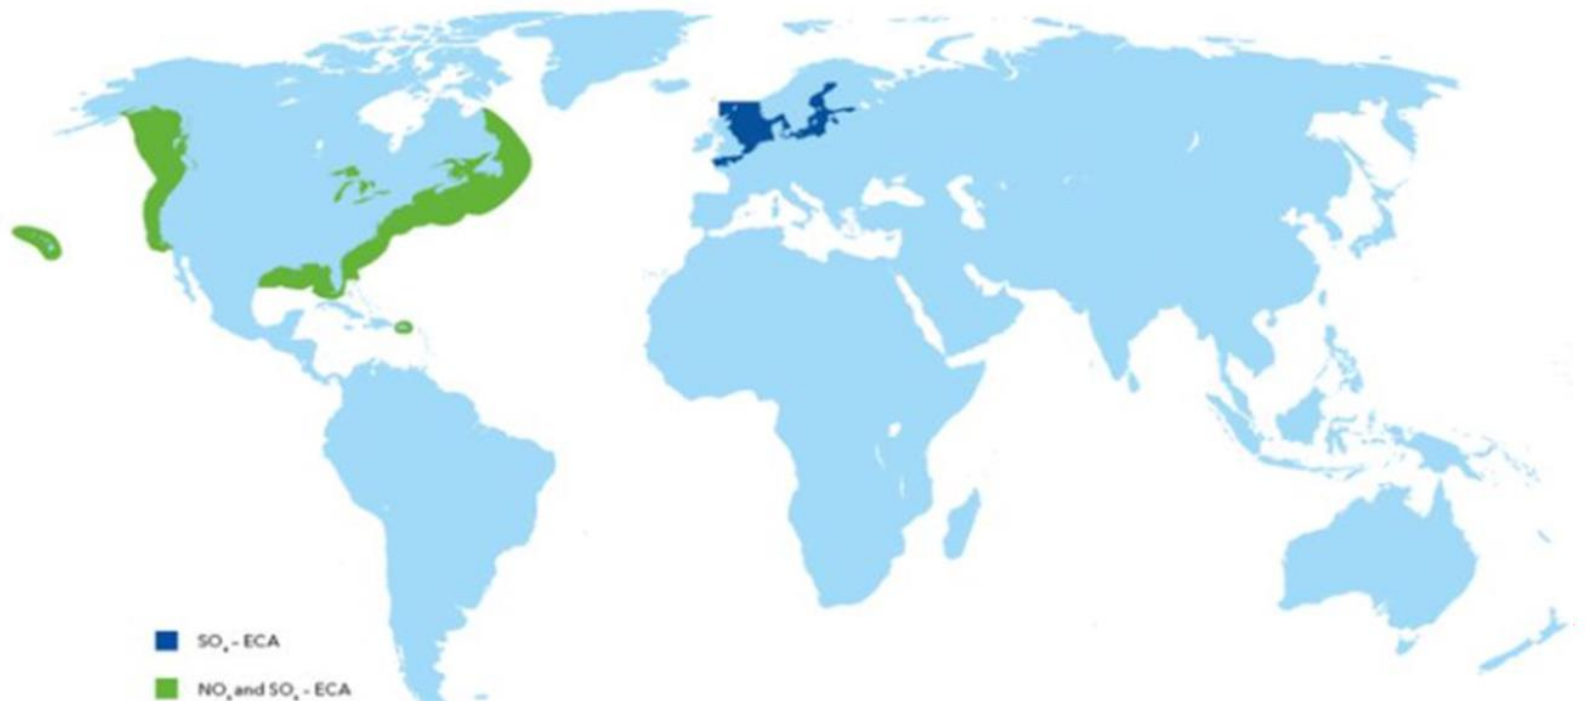 SOₓ - ECA
NOₓ and SOₓ - ECA